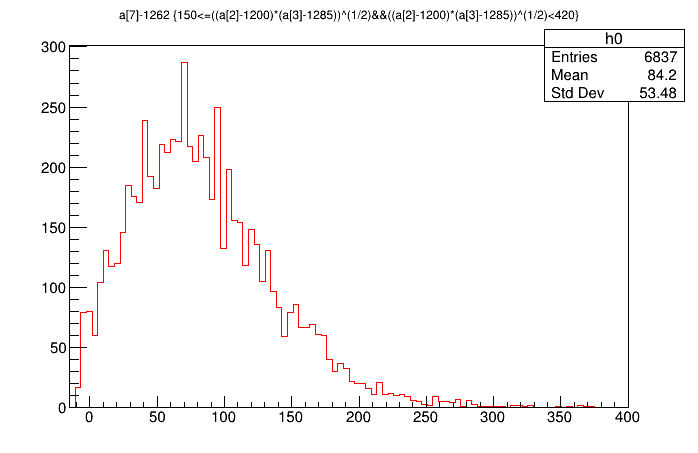 a[7]-1262 {150<=((a[2]-1200)*(a[3]-1285))^(1/2)&&((a[2]-1200)*(a[3]-1285))^(1/2)<420}
h0
Entries 6837
Mean 84.2
Std Dev 53.48
300
250
200
150
100
50
0
0 50 100 150 200 250 300 350 400